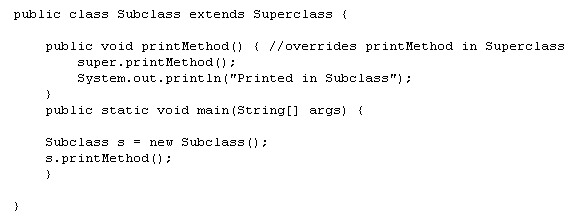 public class Subclass extends Superclass {
public void printMethod() { //overrides printMethod in Superclass
super.printMethod();
System.out.println("Printed in Subclass");
}
public static void main(String[] args) {
Subclass s = new Subclass();
s.printMethod();
}
}